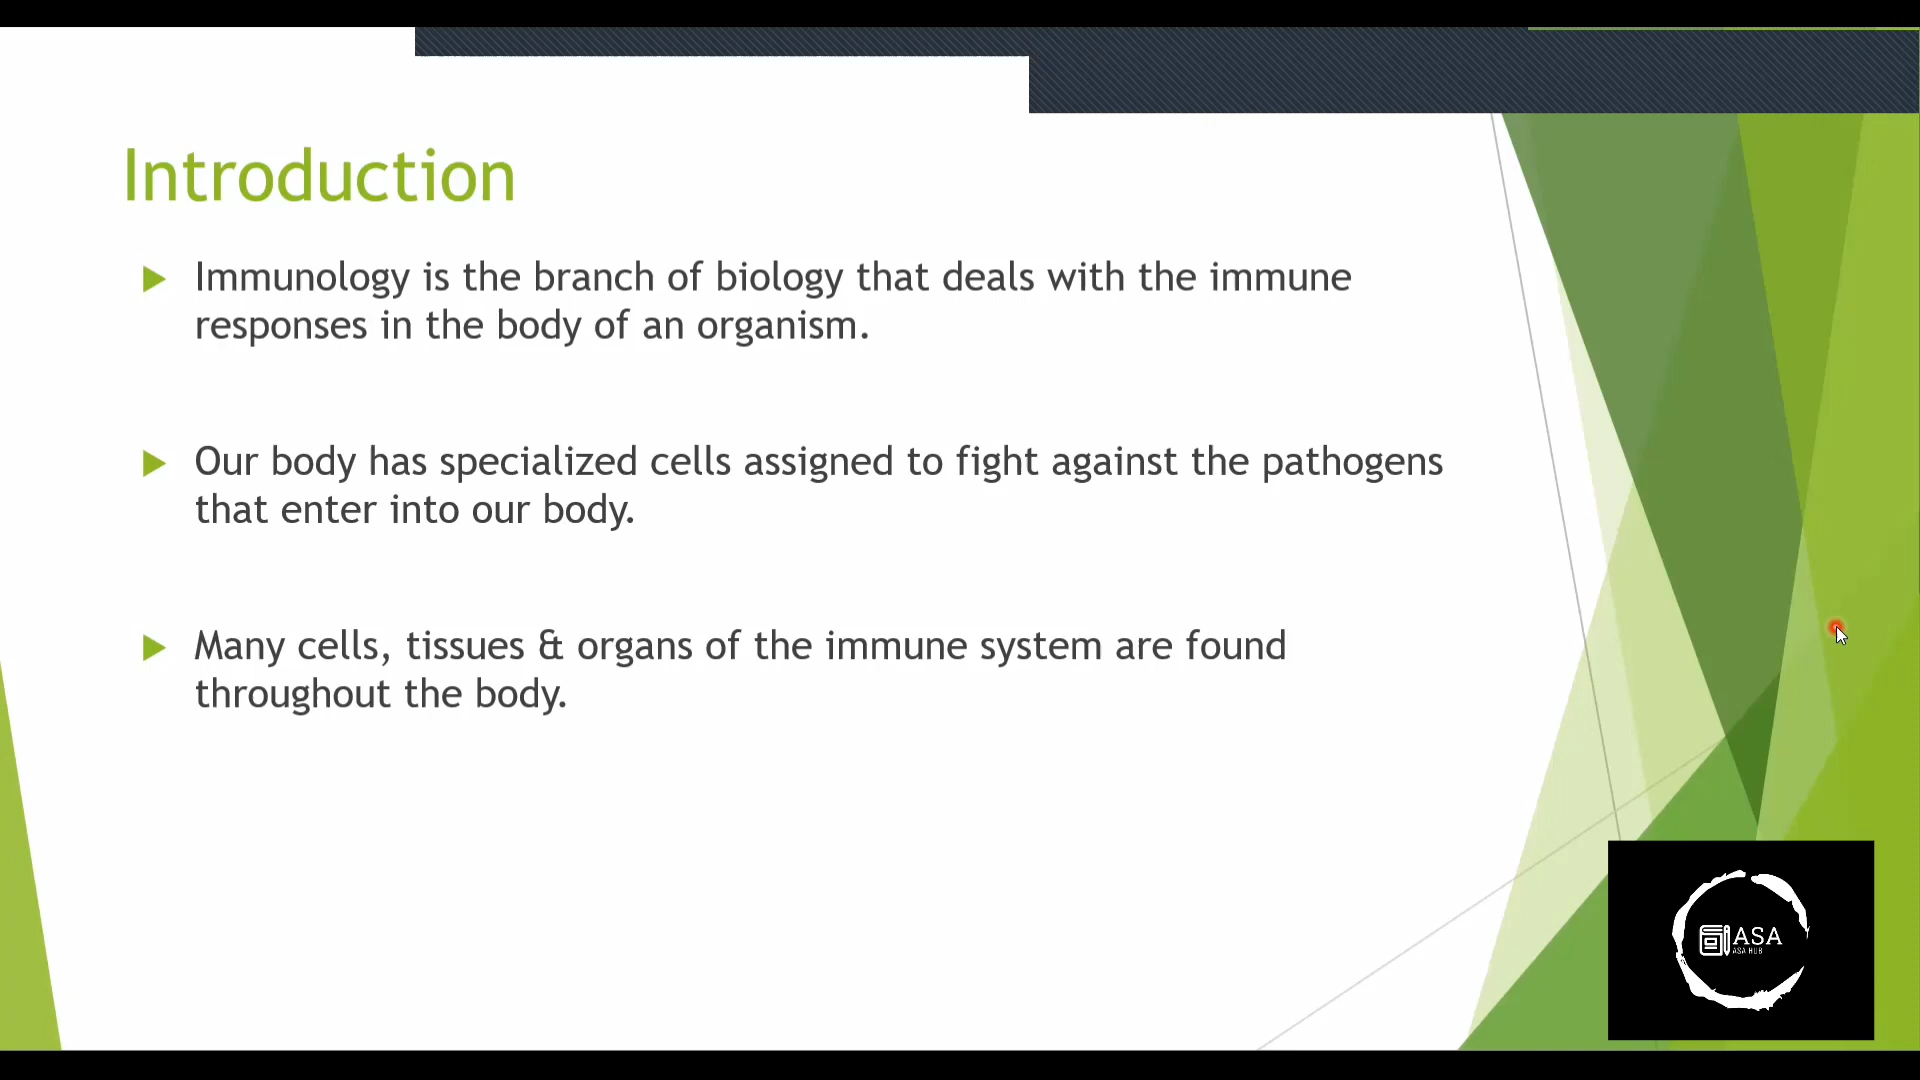 Introduction
Immunology is the branch of biology that deals with the immune
responses in the body of an organism.
Our body has specialized cells assigned to fight against the pathogens
that enter into our body.
Many cells, tissues & organs of the immune system are found
throughout the body.
ASA
ASA HUB